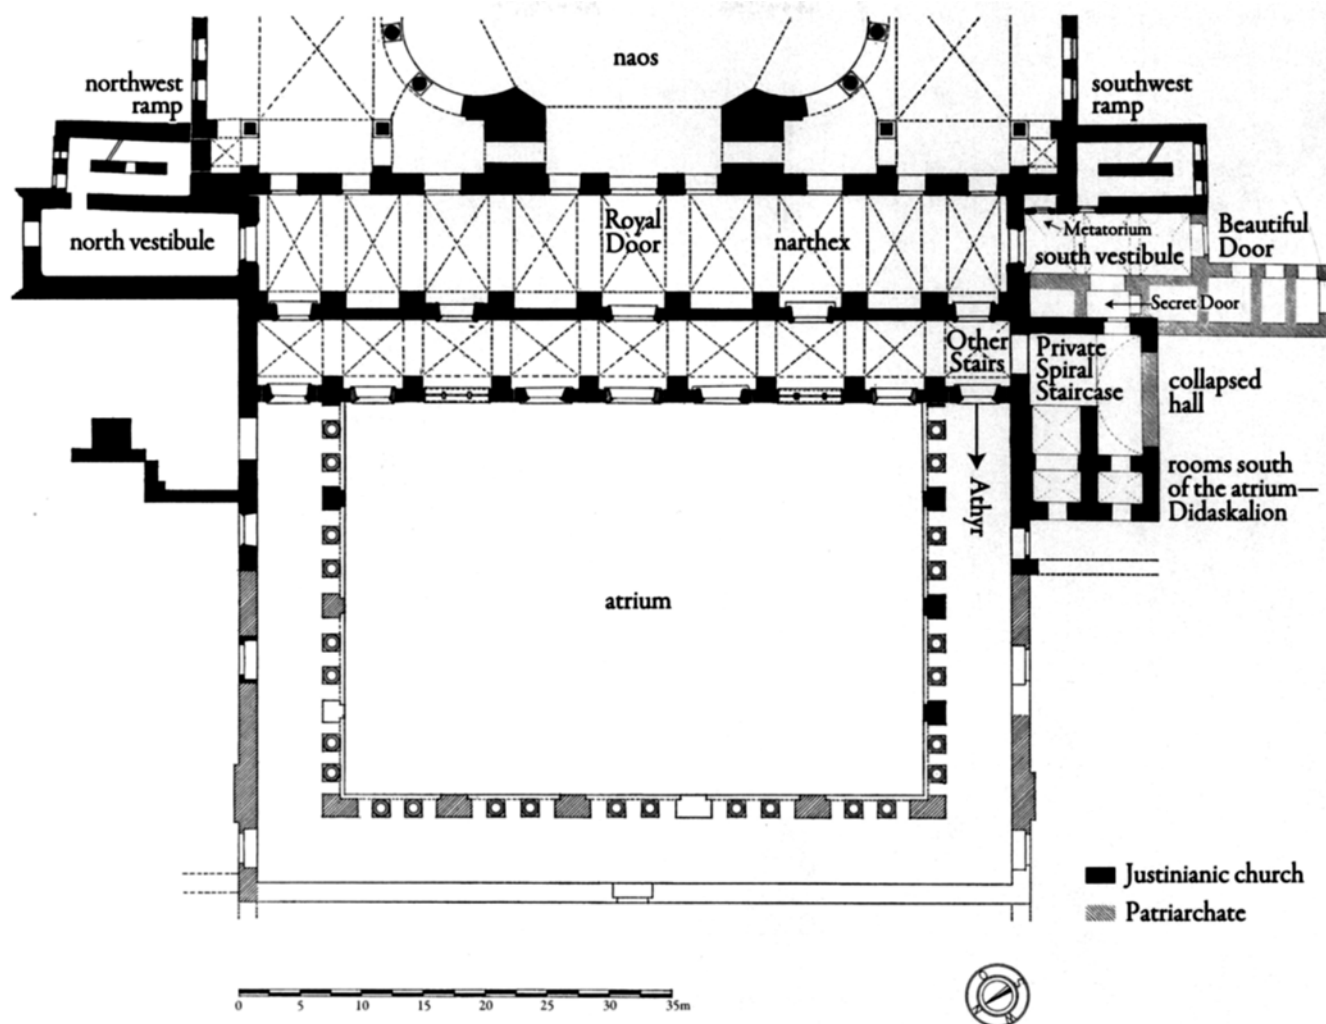 naos
northwest
ramp
southwest
ramp
north vestibule
Royal
Door
narthex
Metatorium
south vestibule
Beautiful
Door
Secret Door
Other
Stairs
Private
Spiral
Staircase
collapsed
hall
rooms south
of the atrium—
Didaskalion
Athyr
atrium
Justinianic church
Patriarchate
0 5 10 15 20 25 30 35m